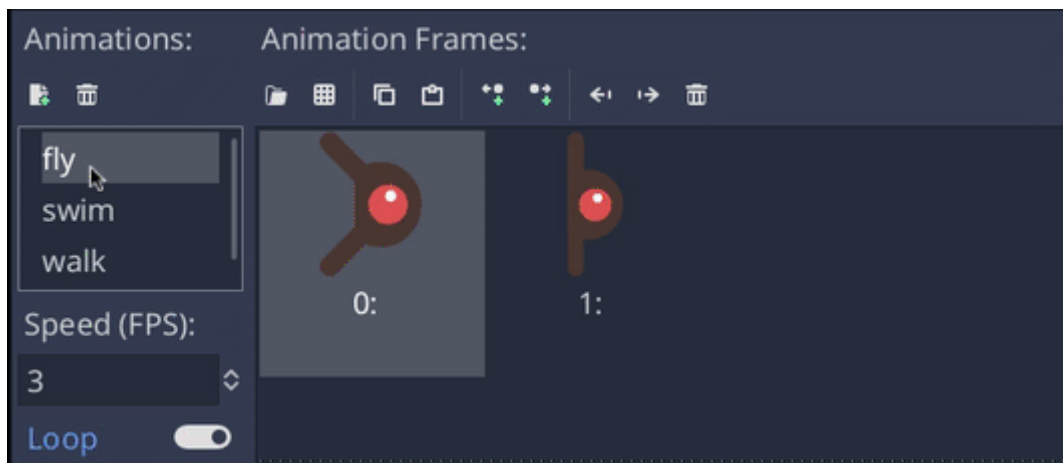 Animations:
Animation Frames:
fly
swim
walk
0:
1:
Speed (FPS):
3
Loop